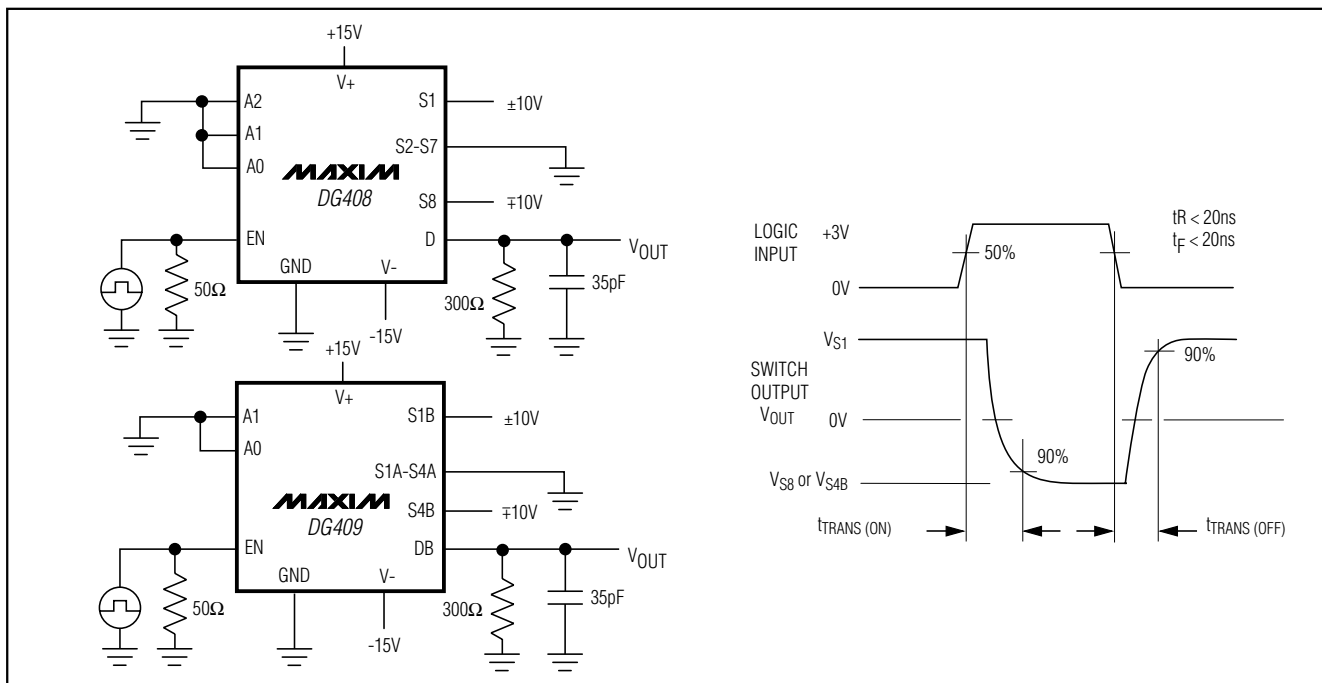 +15V
V+
A2
A1
A0
EN
S1
±10V
S2-S7
MAXIM
DG408
S8
∓10V
D
VOUT
GND
V-
50Ω
-15V
300Ω
35pF
+15V
V+
A1
A0
EN
S1B
±10V
S1A-S4A
MAXIM
DG409
S4B
∓10V
DB
VOUT
GND
V-
50Ω
-15V
300Ω
35pF
LOGIC
INPUT
+3V
50%
0V
tR < 20ns
tF < 20ns
VS1
SWITCH
OUTPUT
VOUT
0V
90%
90%
VS8 or VS4B
tTRANS (ON)
tTRANS (OFF)